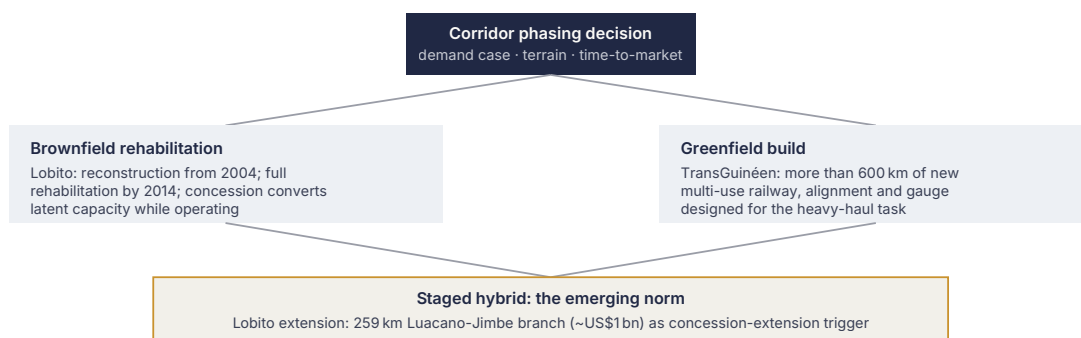 Corridor phasing decision
demand case · terrain · time-to-market
Brownfield rehabilitation
Lobito: reconstruction from 2004; full
rehabilitation by 2014; concession converts
latent capacity while operating
Greenfield build
TransGuinéen: more than 600 km of new
multi-use railway, alignment and gauge
designed for the heavy-haul task
Staged hybrid: the emerging norm
Lobito extension: 259 km Luacano-Jimbe branch (~US$1 bn) as concession-extension trigger